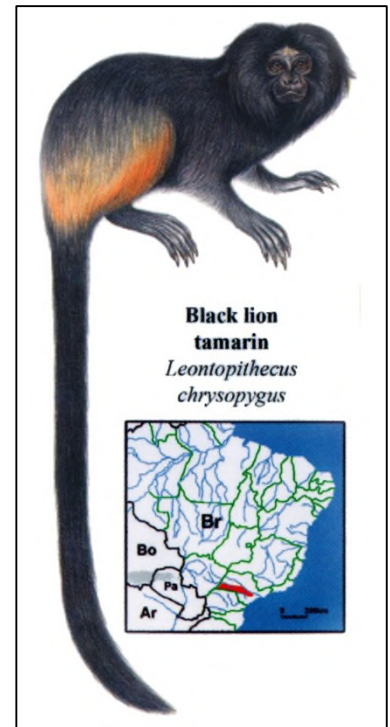 Black lion
tamarin
Leontopithecus
chrysopygus
Br
Bo
Pa
Ar